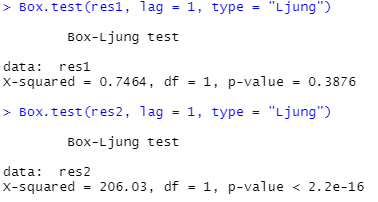 > Box.test(res1, lag = 1, type = "Ljung")
Box-Ljung test
data:  res1
X-squared = 0.7464, df = 1, p-value = 0.3876
> Box.test(res2, lag = 1, type = "Ljung")
Box-Ljung test
data:  res2
X-squared = 206.03, df = 1, p-value < 2.2e-16